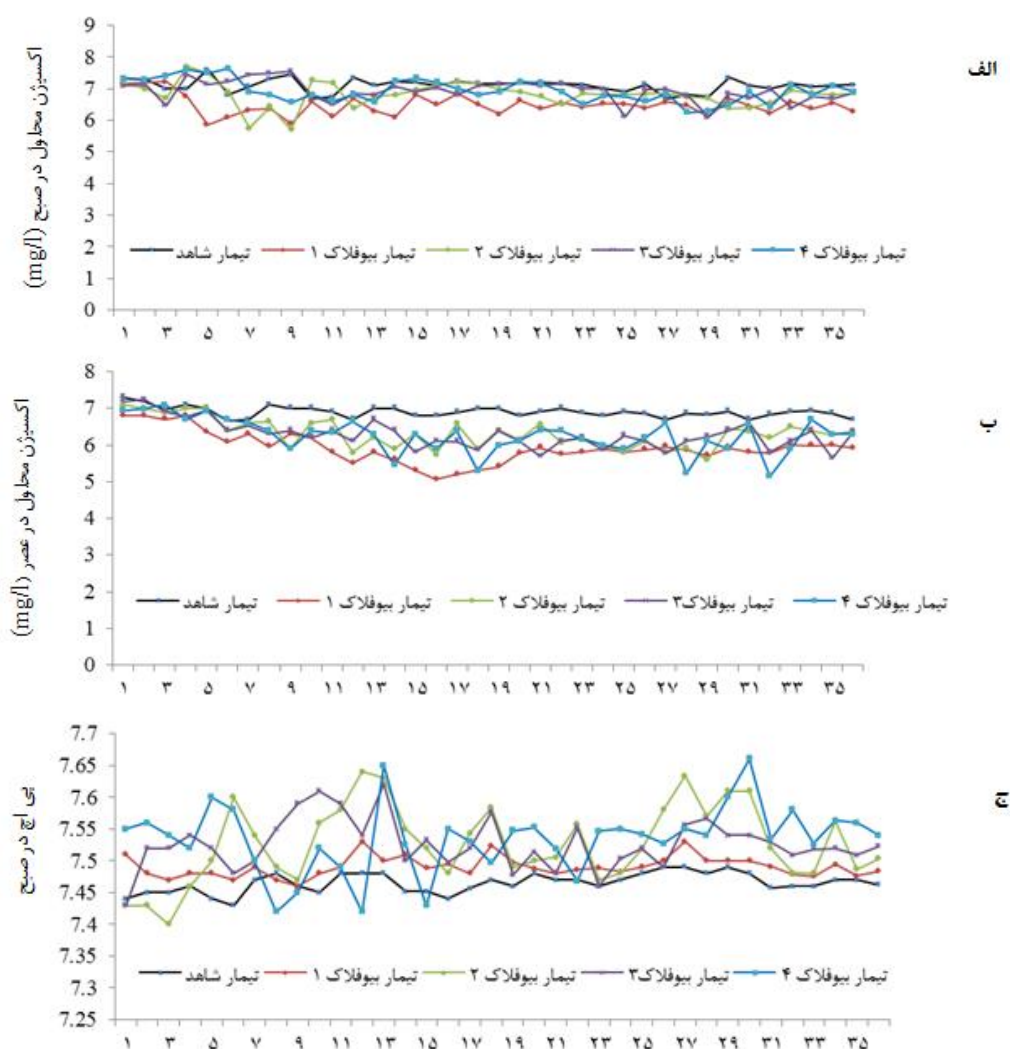 الف
اکسیژن محلول در صبح (mg/l)
9
8
7
6
5
4
3
2
1
0
تیمار شاهد تیمار بیوفلاک ۱ تیمار بیوفلاک ۲ تیمار بیوفلاک۳ تیمار بیوفلاک ۴
۱ ۳ ۵ ۷ ۹ ۱۱ ۱۳ ۱۵ ۱۷ ۱۹ ۲۱ ۲۳ ۲۵ ۲۷ ۲۹ ۳۱ ۳۳ ۳۵
ب
اکسیژن محلول در عصر (mg/l)
8
7
6
5
4
3
2
1
0
تیمار شاهد تیمار بیوفلاک ۱ تیمار بیوفلاک ۲ تیمار بیوفلاک۳ تیمار بیوفلاک ۴
۱ ۳ ۵ ۷ ۹ ۱۱ ۱۳ ۱۵ ۱۷ ۱۹ ۲۱ ۲۳ ۲۵ ۲۷ ۲۹ ۳۱ ۳۳ ۳۵
ج
پی اچ در صبح
7.7
7.65
7.6
7.55
7.5
7.45
7.4
7.35
7.3
7.25
تیمار شاهد تیمار بیوفلاک ۱ تیمار بیوفلاک ۲ تیمار بیوفلاک۳ تیمار بیوفلاک ۴
۱ ۳ ۵ ۷ ۹ ۱۱ ۱۳ ۱۵ ۱۷ ۱۹ ۲۱ ۲۳ ۲۵ ۲۷ ۲۹ ۳۱ ۳۳ ۳۵